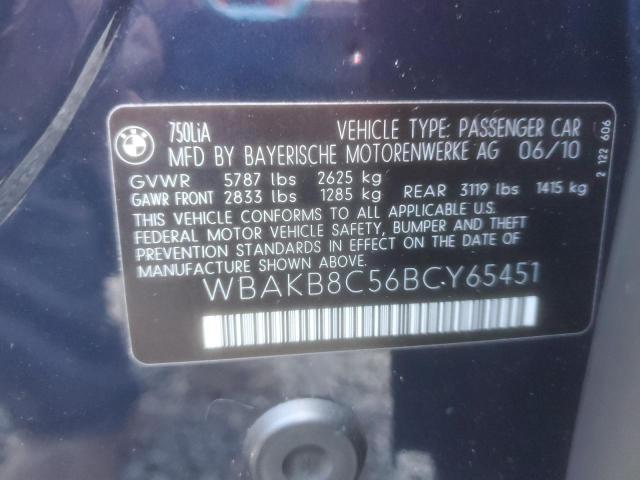 750LiA VEHICLE TYPE: PASSENGER CAR
MFD BY BAYERISCHE MOTORENWERKE AG 06/10
GVWR 5787 lbs 2625 kg
GAWR FRONT 2833 lbs 1285 kg REAR 3119 lbs 1415 kg
THIS VEHICLE CONFORMS TO ALL APPLICABLE U.S.
FEDERAL MOTOR VEHICLE SAFETY, BUMPER AND THEFT
PREVENTION STANDARDS IN EFFECT ON THE DATE OF
MANUFACTURE SHOWN ABOVE.
WBAKB8C56BCY65451
2 122 606
BMW